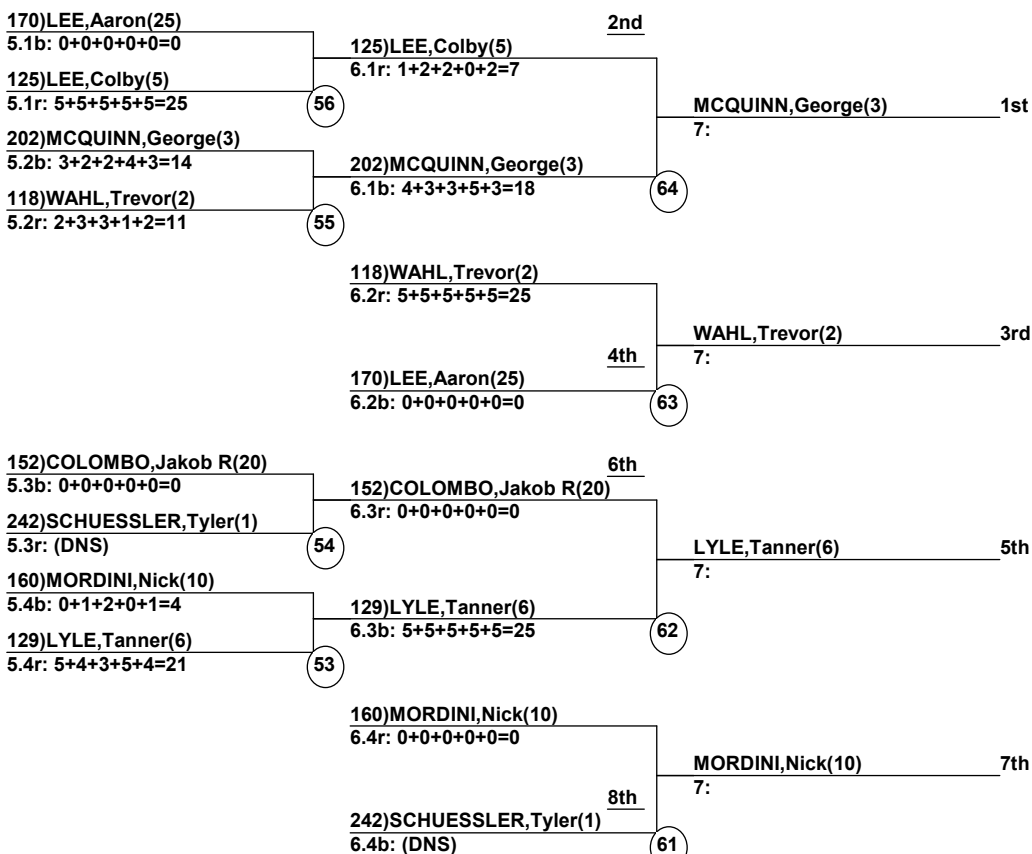 170)LEE,Aaron(25)
5.1b: 0+0+0+0+0=0
125)LEE,Colby(5)
5.1r: 5+5+5+5+5=25
56
202)MCQUINN,George(3)
5.2b: 3+2+2+4+3=14
118)WAHL,Trevor(2)
5.2r: 2+3+3+1+2=11
55
2nd
125)LEE,Colby(5)
6.1r: 1+2+2+0+2=7
202)MCQUINN,George(3)
6.1b: 4+3+3+5+3=18
64
MCQUINN,George(3)
7:
1st
118)WAHL,Trevor(2)
6.2r: 5+5+5+5+5=25
4th
170)LEE,Aaron(25)
6.2b: 0+0+0+0+0=0
63
WAHL,Trevor(2)
7:
3rd
152)COLOMBO,Jakob R(20)
5.3b: 0+0+0+0+0=0
242)SCHUESSLER,Tyler(1)
5.3r: (DNS)
54
160)MORDINI,Nick(10)
5.4b: 0+1+2+0+1=4
129)LYLE,Tanner(6)
5.4r: 5+4+3+5+4=21
53
6th
152)COLOMBO,Jakob R(20)
6.3r: 0+0+0+0+0=0
129)LYLE,Tanner(6)
6.3b: 5+5+5+5+5=25
62
LYLE,Tanner(6)
7:
5th
160)MORDINI,Nick(10)
6.4r: 0+0+0+0+0=0
8th
242)SCHUESSLER,Tyler(1)
6.4b: (DNS)
61
MORDINI,Nick(10)
7:
7th